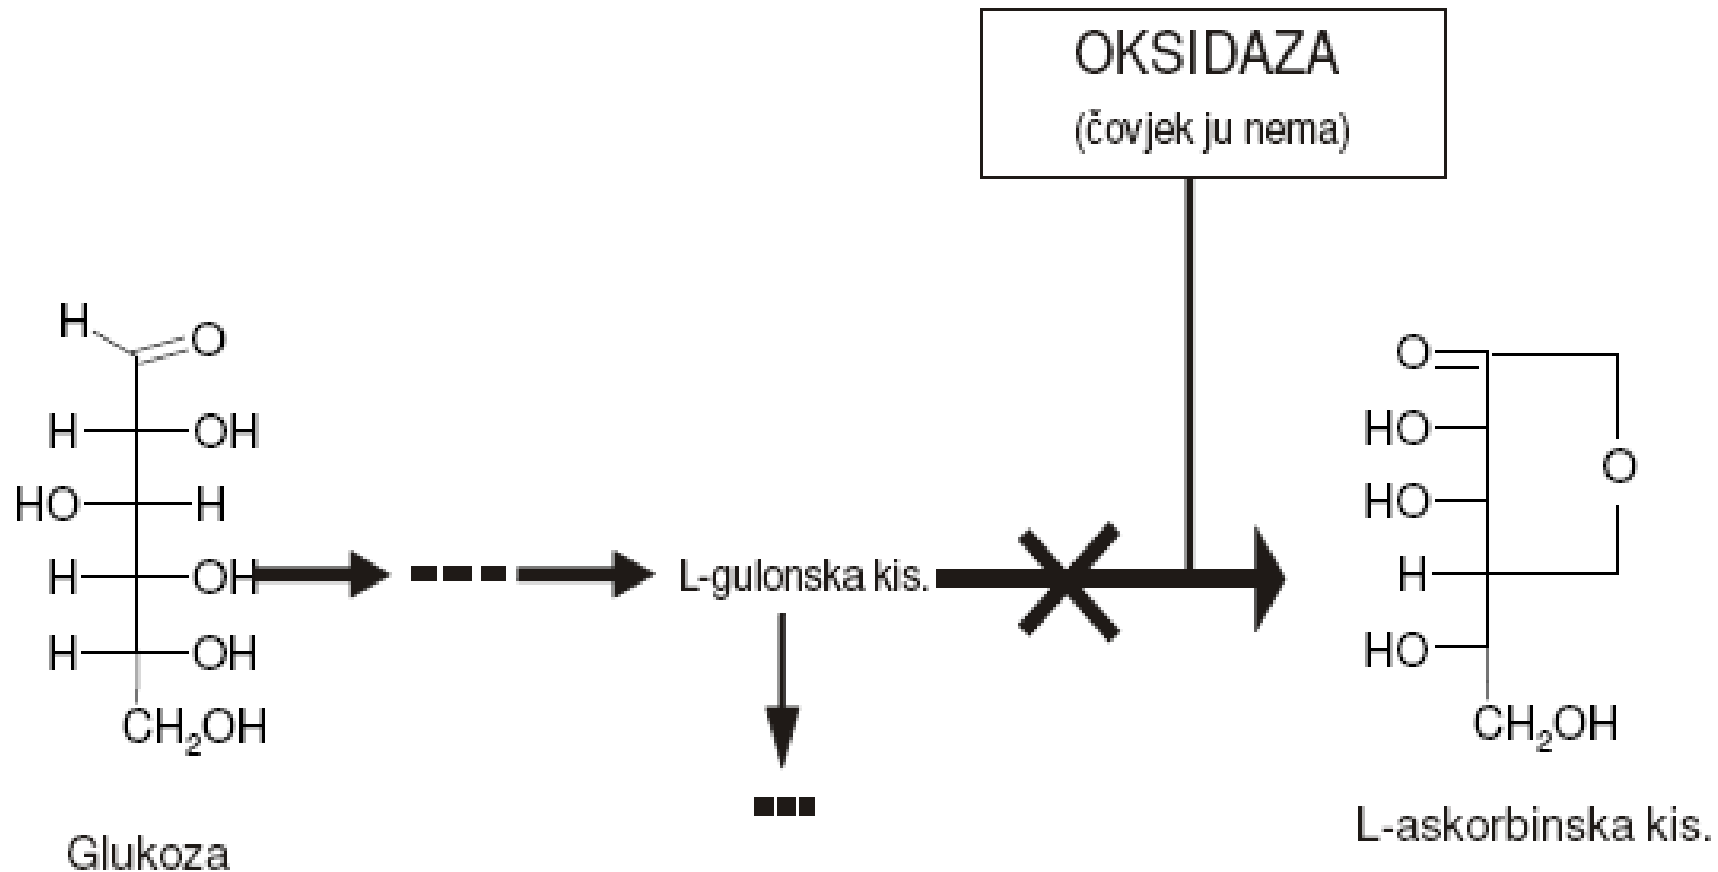 OKSIDAZA
(čovjek ju nema)
H
O
H
OH
HO
H
H
OH
H
OH
CH₂OH
Glukoza
L-gulonska kis.
O
HO
HO
O
H
HO
CH₂OH
L-askorbinska kis.